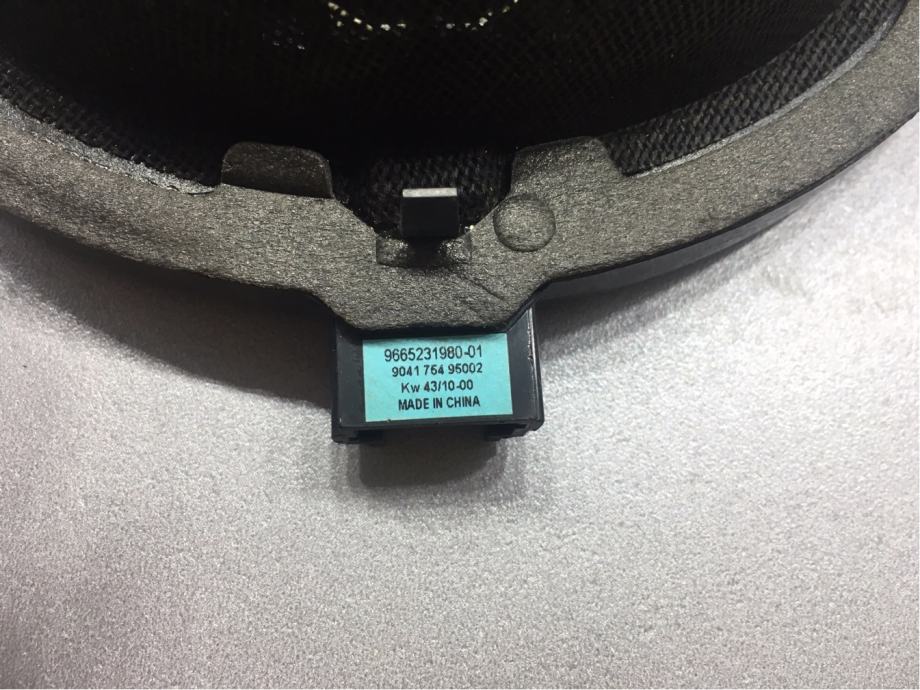 9665231980-01
9041 764 95002
Kw 43/10-00
MADE IN CHINA